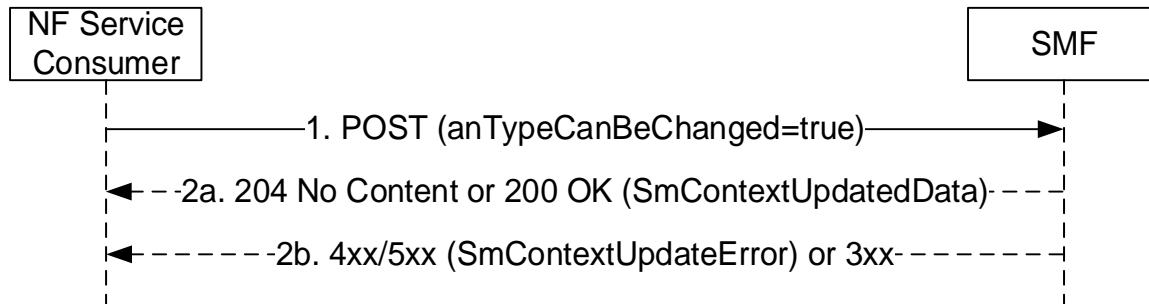 NF Service
Consumer
SMF
1. POST (anTypeCanBeChanged=true)
2a. 204 No Content or 200 OK (SmContextUpdatedData)
2b. 4xx/5xx (SmContextUpdateError) or 3xx